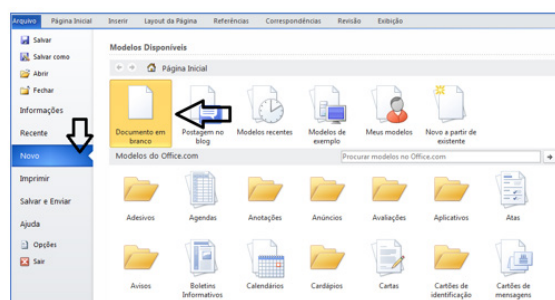 Arquivo Página Inicial Inserir Layout da Página Referências Correspondências Revisão Exibição
Salvar
Salvar como
Abrir
Fechar
Informações
Recente
Novo
Imprimir
Salvar e Enviar
Ajuda
Opções
Sair
Modelos Disponíveis
Página Inicial
Documento em branco
Postagem no blog
Modelos recentes
Modelos de exemplo
Meus modelos
Novo a partir de existente
Modelos do Office.com
Procurar modelos no Office.com
Adesivos Agendas Anotações Anúncios Avaliações Aplicativos Atas
Avisos
Boletins Informativos
Calendários
Cardápios
Cartas
Cartões de identificação
Cartões de mensagens